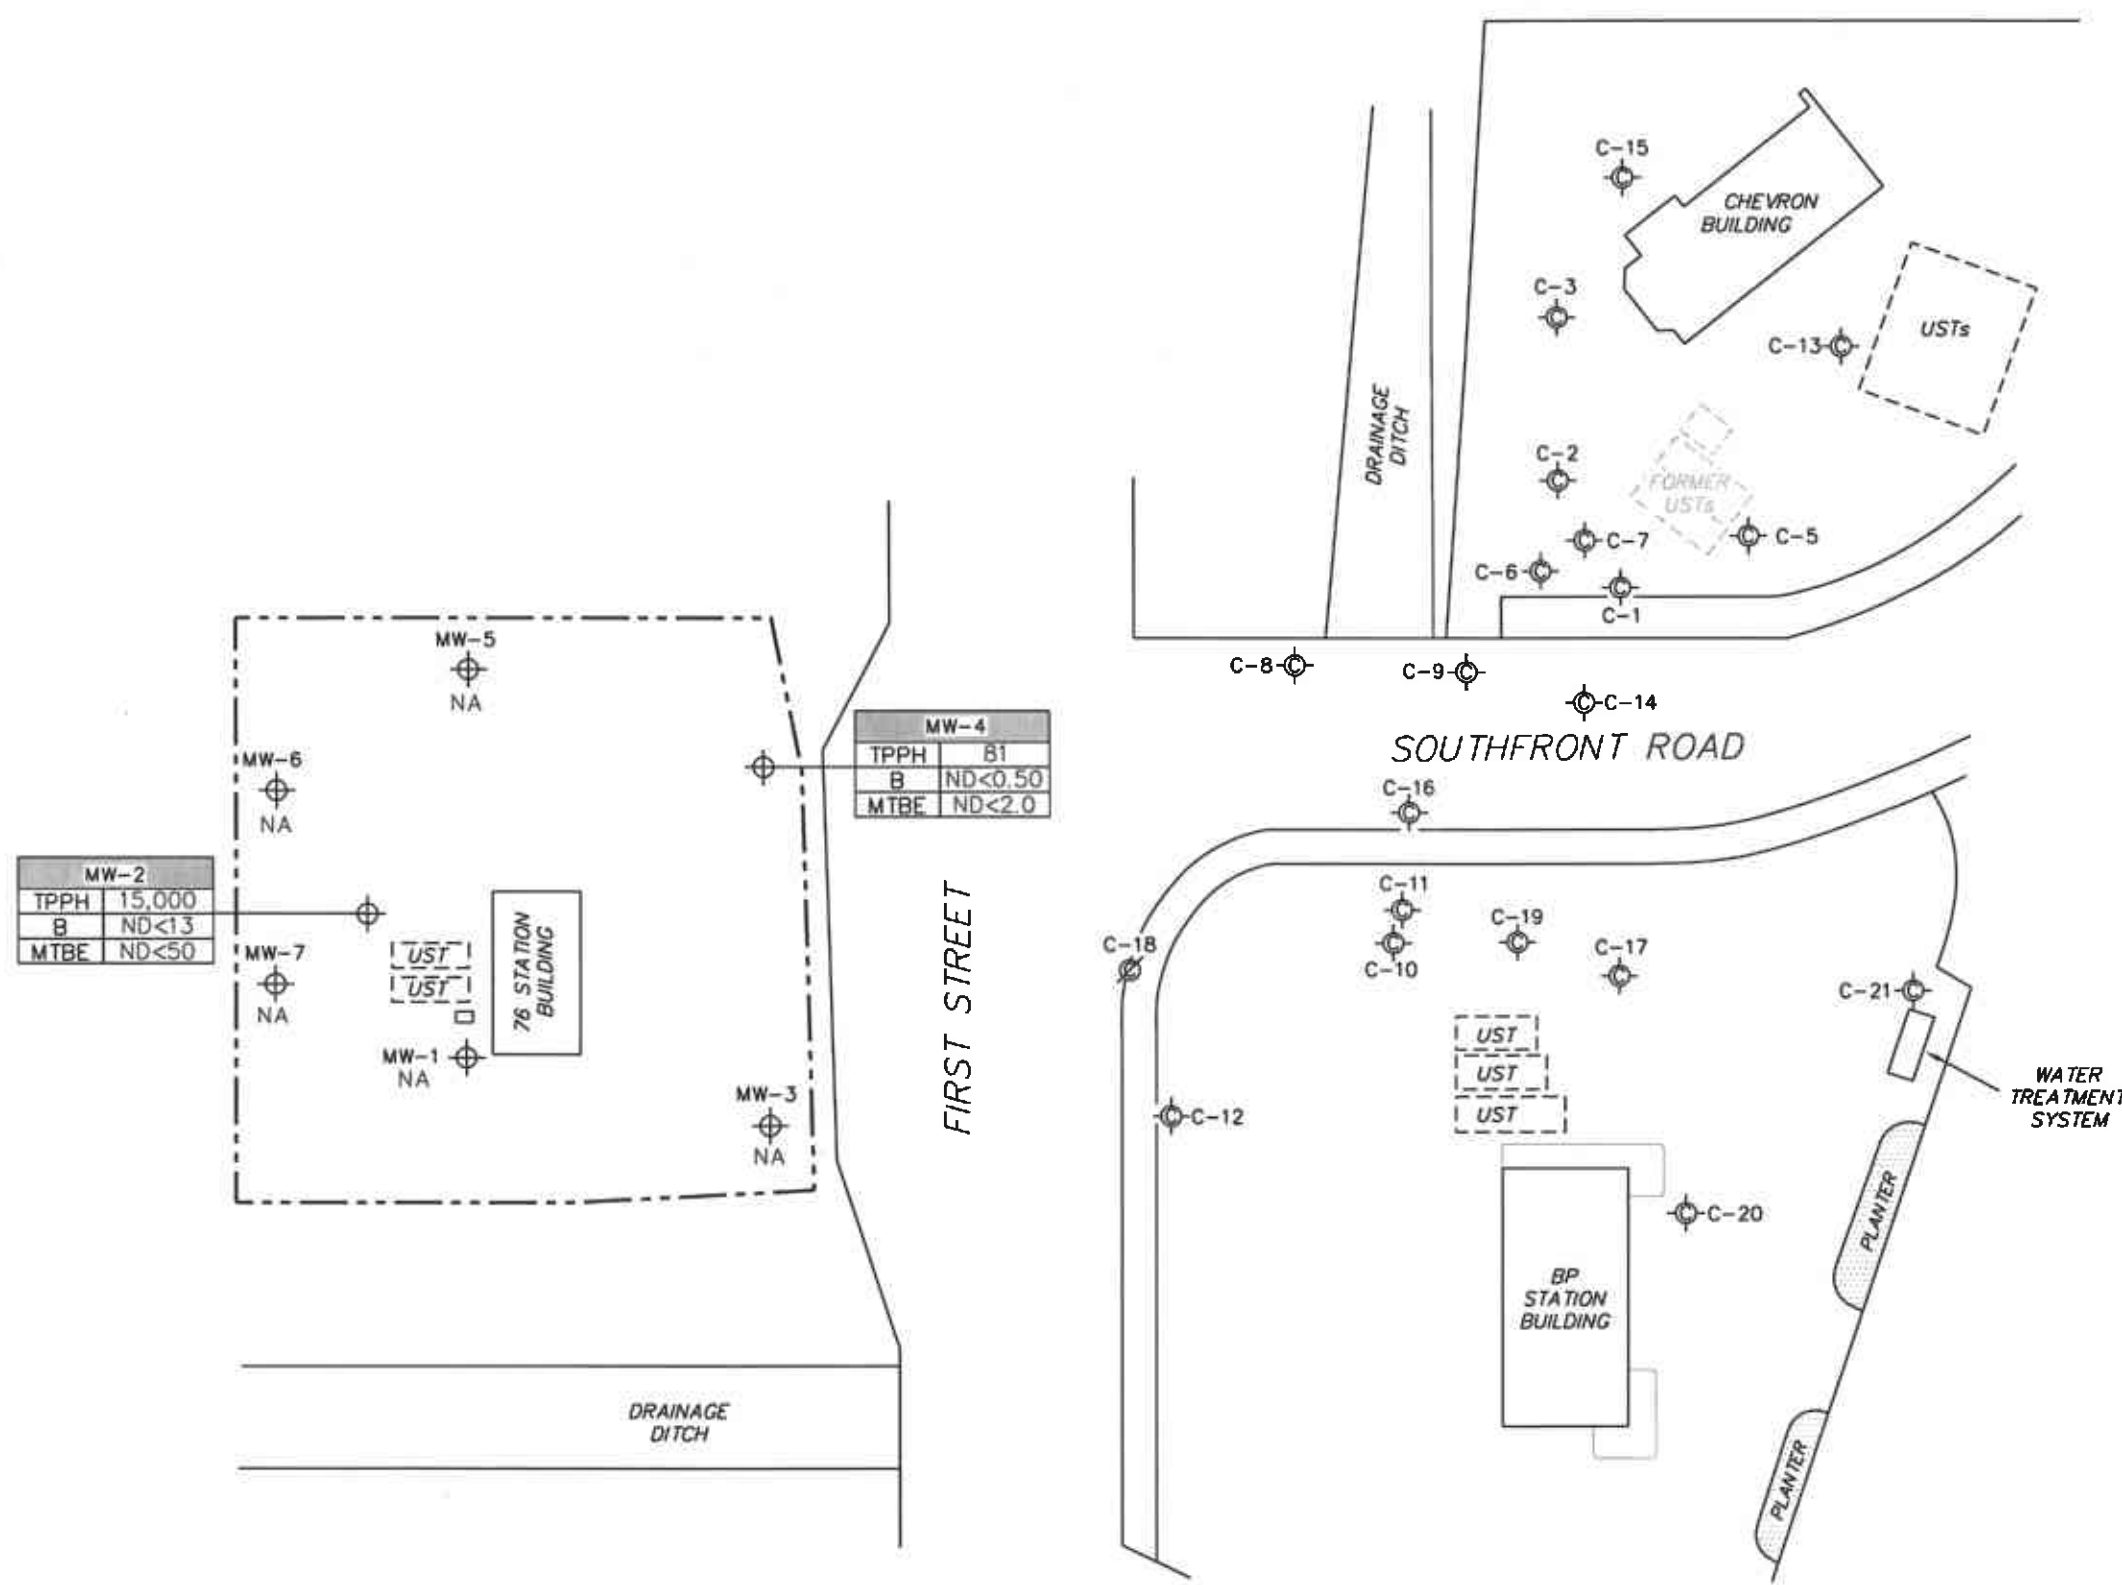 C-15
CHEVRON
BUILDING
C-3
USTs
C-13
DRAINAGE
DITCH
C-2
FORMER
USTs
C-7
C-5
C-6
C-1
MW-5
NA
C-8
C-9
C-14
SOUTHFRONT ROAD
MW-4
TPPH 81
B ND<0.50
MTBE ND<2.0
MW-6
NA
C-16
MW-2
TPPH 15,000
B ND<13
MTBE ND<50
C-11
C-19
C-18
C-10
C-17
MW-7
NA
UST
UST
76 STATION
BUILDING
FIRST STREET
C-21
MW-1
NA
UST
UST
UST
WATER
TREATMENT
SYSTEM
MW-3
NA
C-12
PLANTER
C-20
BP
STATION
BUILDING
DRAINAGE
DITCH
PLANTER